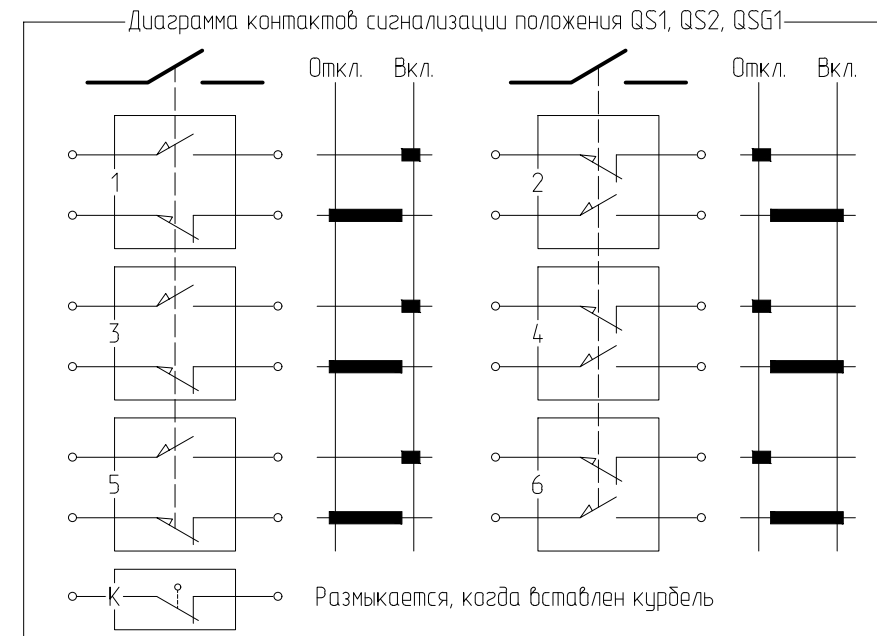 Диаграмма контактов сигнализации положения QS1, QS2, QSG1
Откл. Вкл. Откл. Вкл.
1 2
3 4
5 6
К Размыкается, когда вставлен курбель